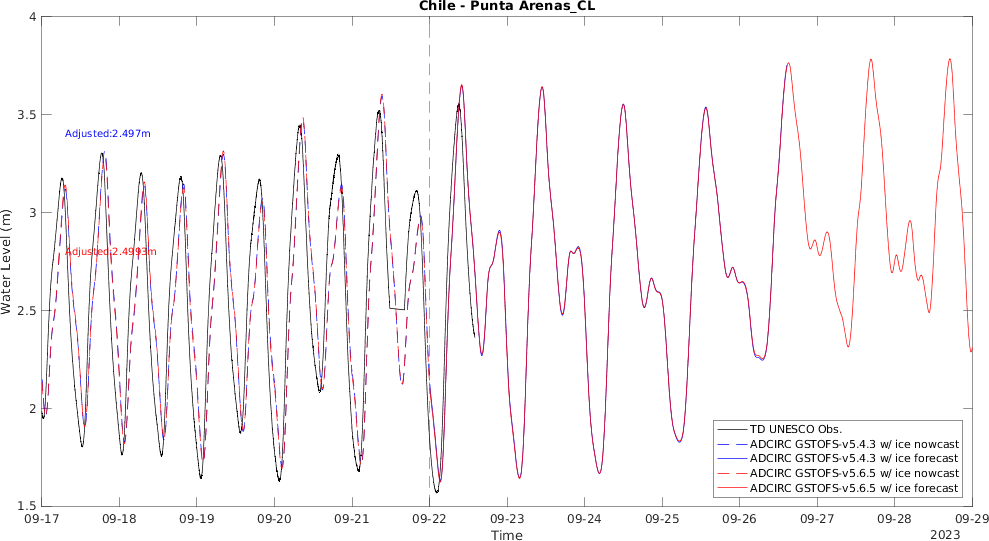 Chile - Punta Arenas_CL
4
3.5
3
2.5
2
1.5
Water Level (m)
Adjusted:2.497m
Adjusted:2.4993m
TD UNESCO Obs.
ADCIRC GSTOFS-v5.4.3 w/ ice nowcast
ADCIRC GSTOFS-v5.4.3 w/ ice forecast
ADCIRC GSTOFS-v5.6.5 w/ ice nowcast
ADCIRC GSTOFS-v5.6.5 w/ ice forecast
09-17 09-18 09-19 09-20 09-21 09-22 09-23 09-24 09-25 09-26 09-27 09-28 09-29
Time
2023